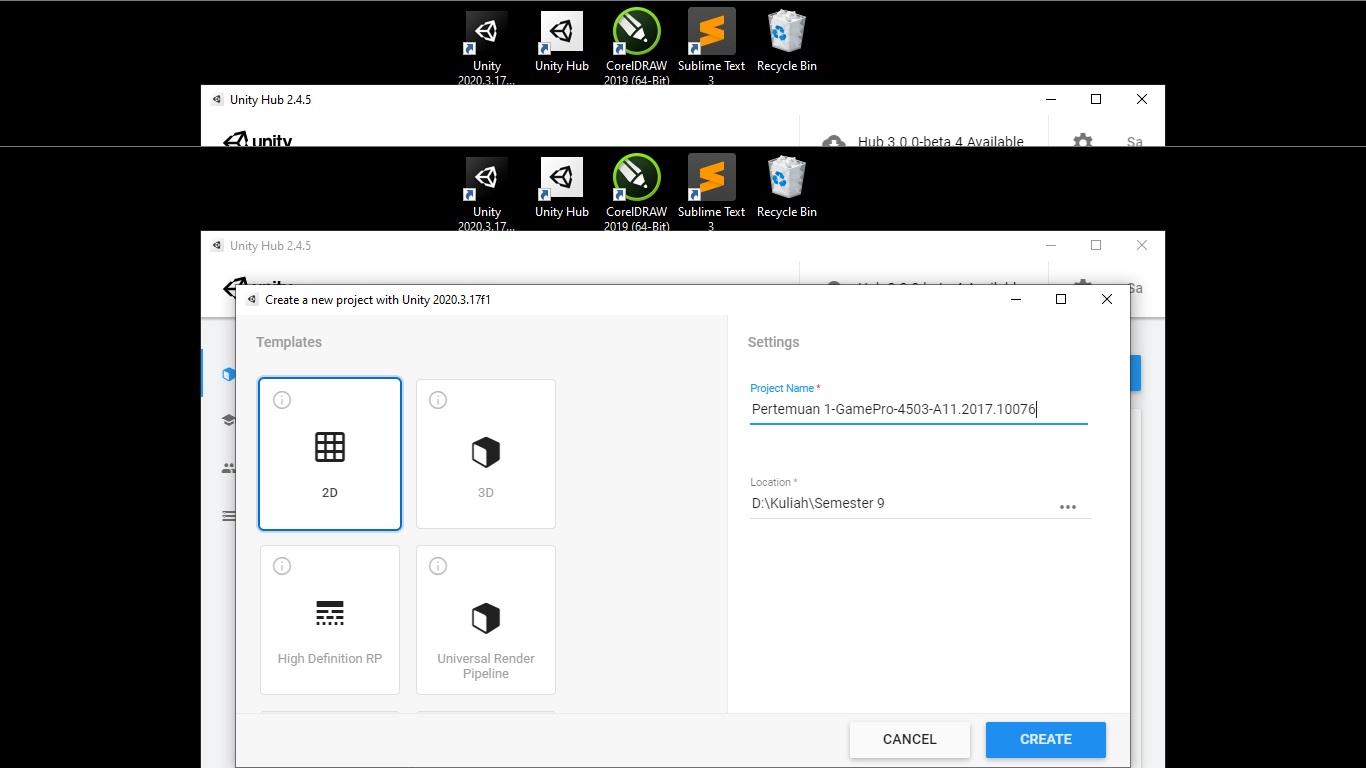 Unity
2020.3.17...
Unity Hub
CorelDRAW
2019 (64-Bit)
Sublime Text
3
Recycle Bin
Unity Hub 2.4.5
unity
Hub 3.0.0-beta.4 Available
Sa
Unity
2020.3.17...
Unity Hub
CorelDRAW
2019 (64-Bit)
Sublime Text
3
Recycle Bin
Unity Hub 2.4.5
Sa
Create a new project with Unity 2020.3.17f1
Templates
2D
3D
High Definition RP
Universal Render
Pipeline
Settings
Project Name *
Pertemuan 1-GamePro-4503-A11.2017.10076
Location *
D:\Kuliah\Semester 9
CANCEL
CREATE